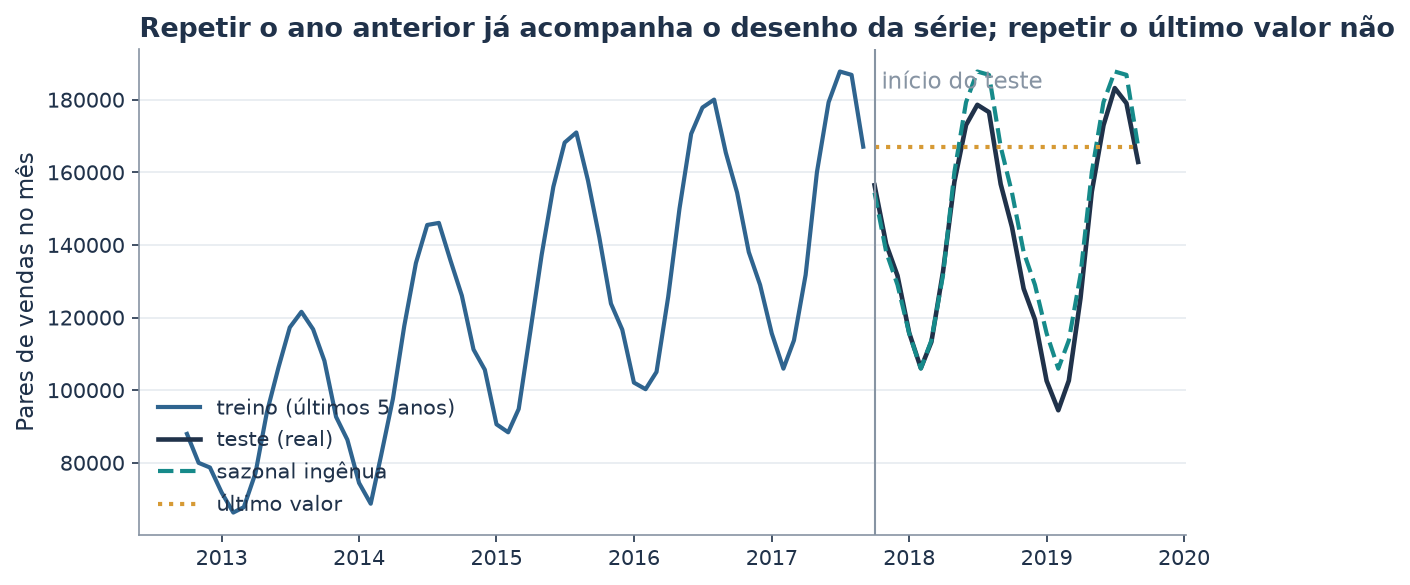 Repetir o ano anterior já acompanha o desenho da série; repetir o último valor não
Pares de vendas no mês
180000
160000
140000
120000
100000
80000
início do teste
treino (últimos 5 anos)
teste (real)
sazonal ingênua
último valor
2013
2014
2015
2016
2017
2018
2019
2020